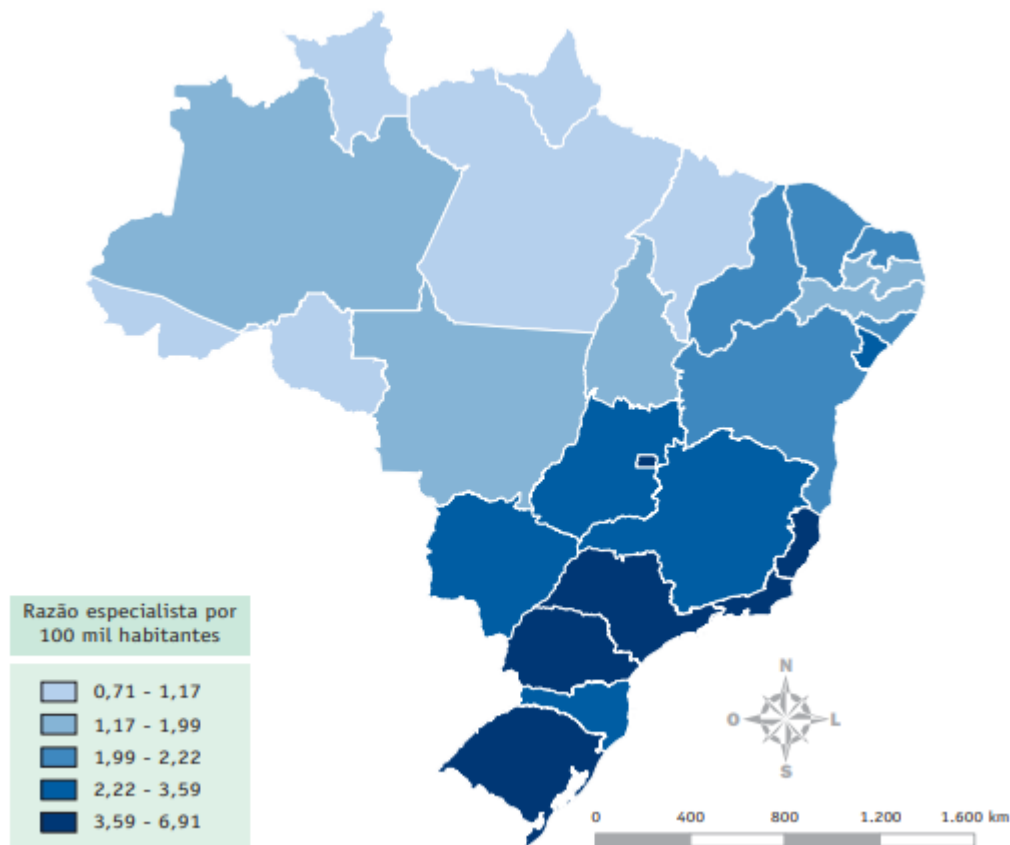 Razão especialista por
100 mil habitantes
0,71 - 1,17
1,17 - 1,99
1,99 - 2,22
2,22 - 3,59
3,59 - 6,91
N
O
L
S
0
400
800
1.200
1.600 km